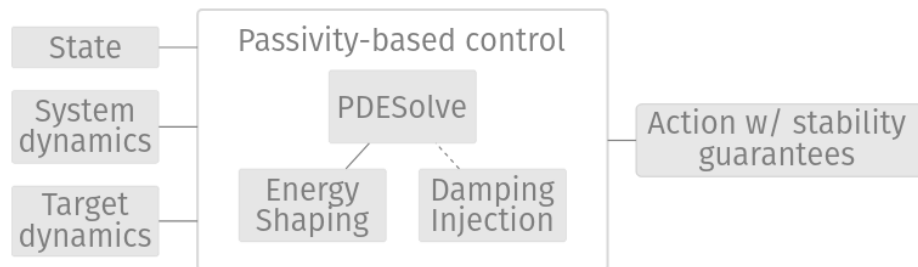 State
System
dynamics
Target
dynamics
Passivity-based control
PDESolve
Energy
Shaping
Damping
Injection
Action w/ stability
guarantees